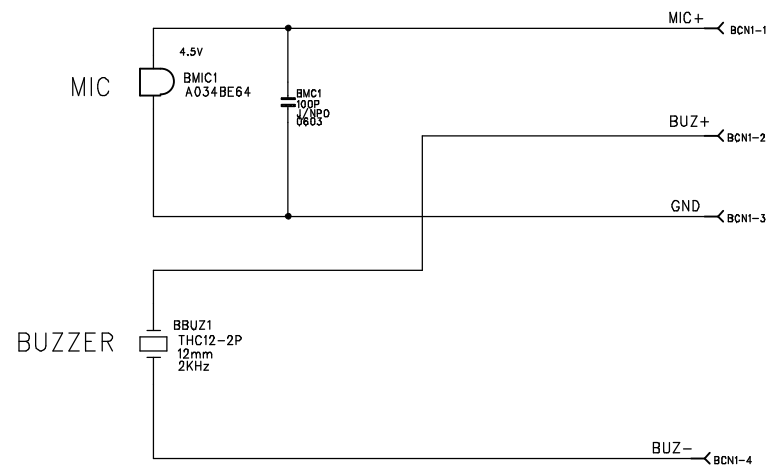 MIC+
BCN1-1
4.5V
MIC
BMIC1
A034BE64
BMC1
100P
J/NPO
0603
BUZ+
BCN1-2
GND
BCN1-3
BUZZER
BBUZ1
THC12-2P
12mm
2KHz
BUZ-
BCN1-4